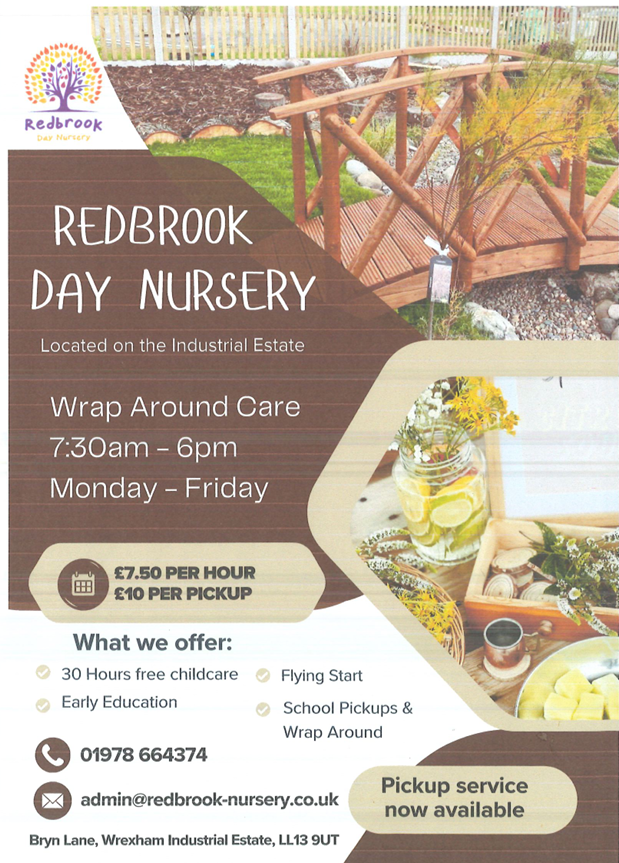 Redbrook
Day Nursery
REDBROOK
DAY NURSERY
Located on the Industrial Estate
Wrap Around Care
7:30am – 6pm
Monday – Friday
£7.50 PER HOUR
£10 PER PICKUP
What we offer:
30 Hours free childcare
Early Education
Flying Start
School Pickups &
Wrap Around
01978 664374
admin@redbrook-nursery.co.uk
Bryn Lane, Wrexham Industrial Estate, LL13 9UT
Pickup service
now available